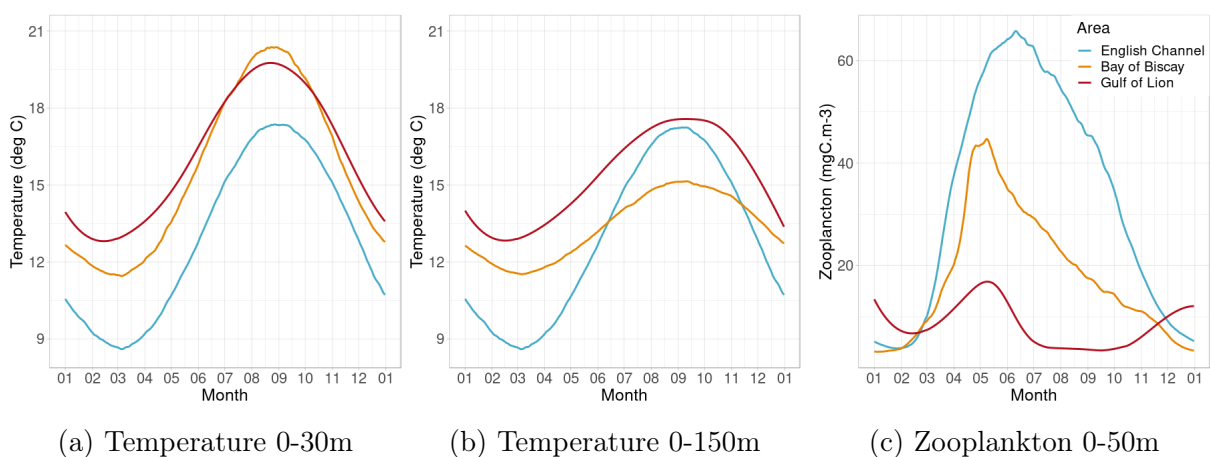 21
18
15
12
9
Temperature (deg C)
01 02 03 04 05 06 07 08 09 10 11 12 01
Month
(a) Temperature 0-30m
21
18
15
12
9
Temperature (deg C)
01 02 03 04 05 06 07 08 09 10 11 12 01
Month
(b) Temperature 0-150m
60
40
20
Zooplancton (mgC.m-3)
Area
English Channel
Bay of Biscay
Gulf of Lion
01 02 03 04 05 06 07 08 09 10 11 12 01
Month
(c) Zooplankton 0-50m